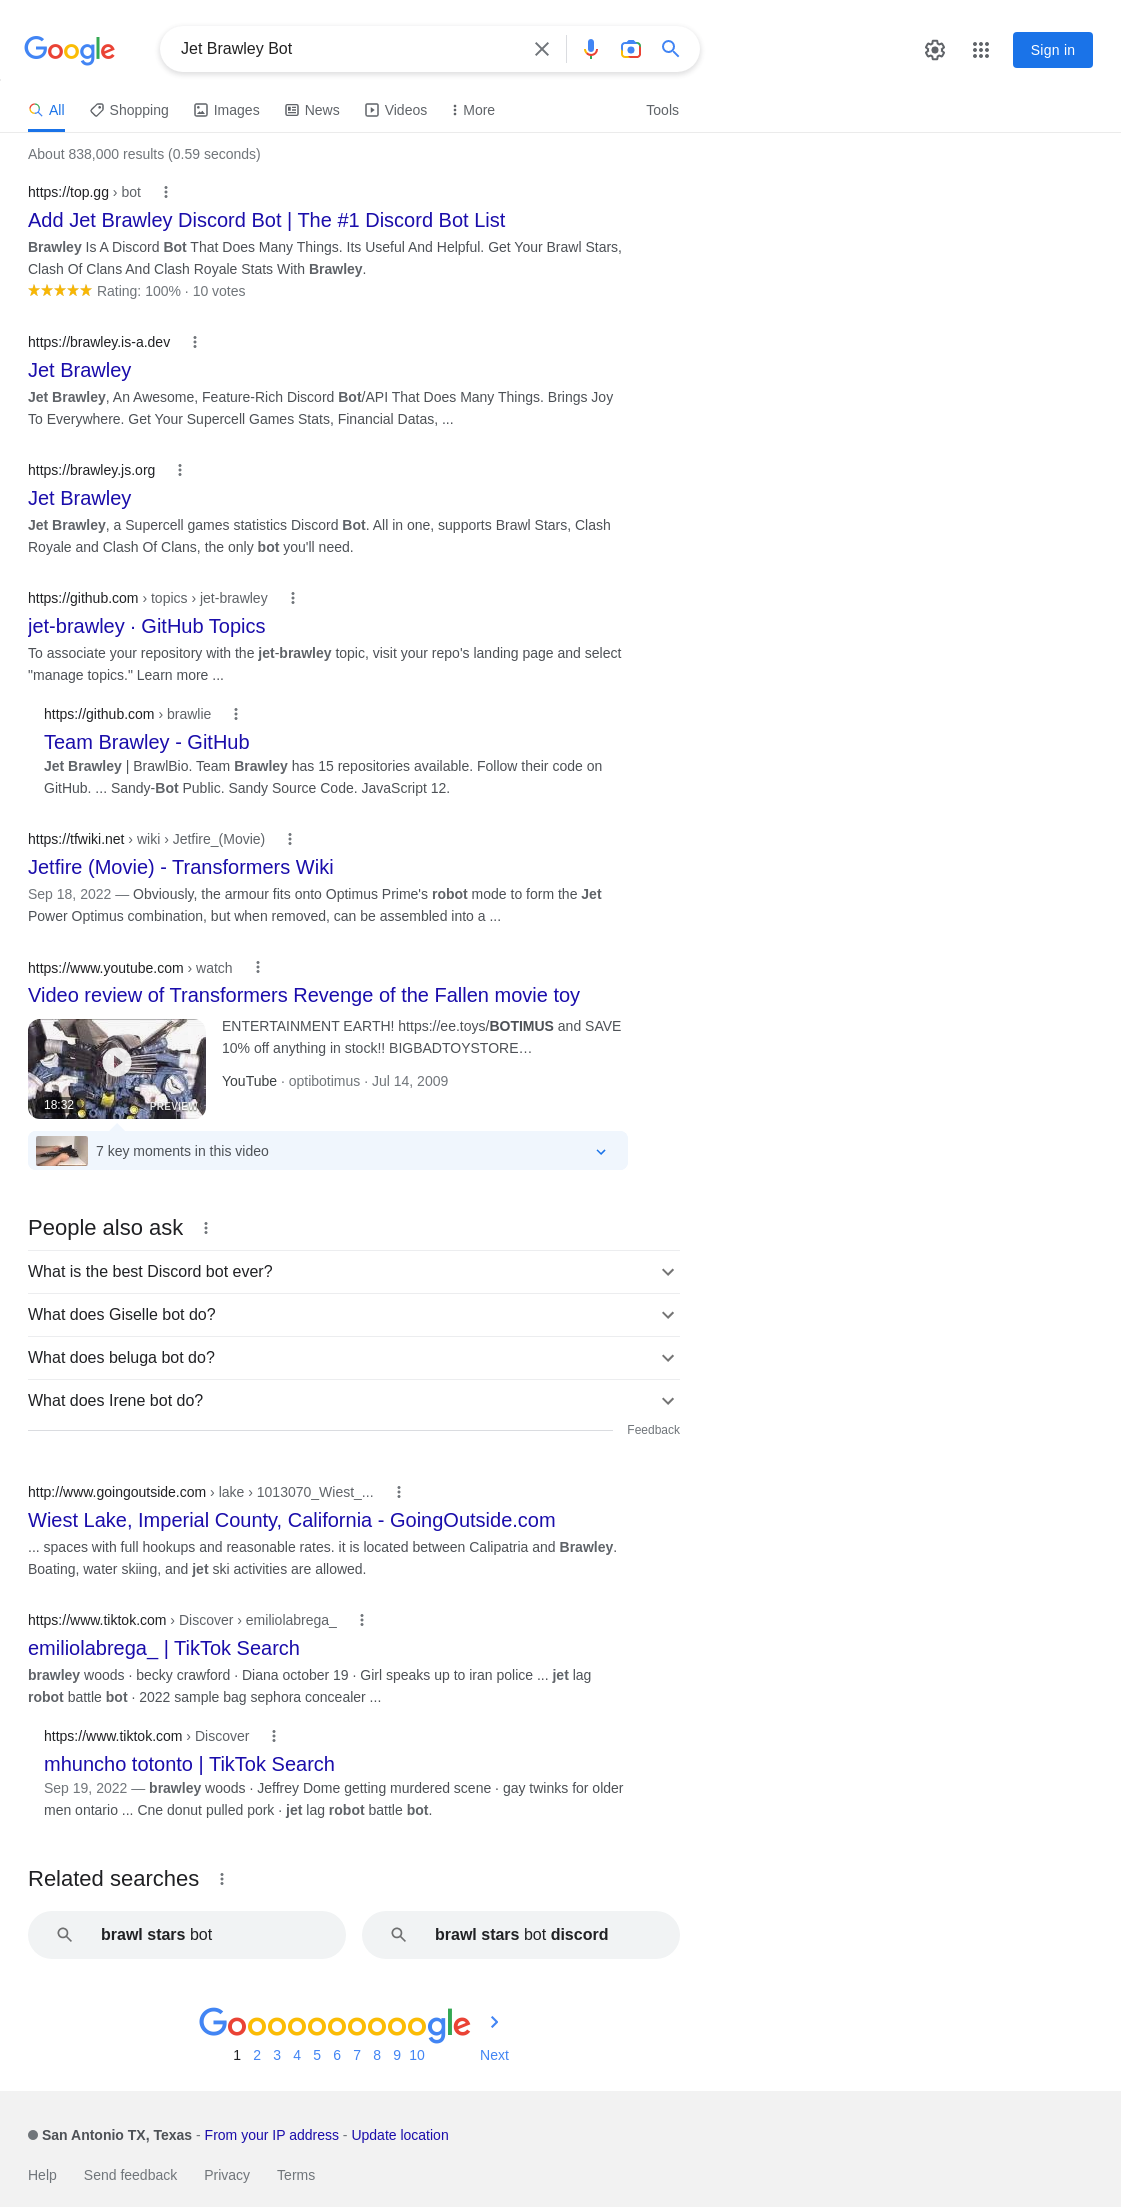 Google
Jet Brawley Bot
Sign in
All Shopping Images News Videos More Tools
About 838,000 results (0.59 seconds)
https://top.gg › bot
Add Jet Brawley Discord Bot | The #1 Discord Bot List
Brawley Is A Discord Bot That Does Many Things. Its Useful And Helpful. Get Your Brawl Stars,
Clash Of Clans And Clash Royale Stats With Brawley.
Rating: 100% · 10 votes
https://brawley.is-a.dev
Jet Brawley
Jet Brawley, An Awesome, Feature-Rich Discord Bot/API That Does Many Things. Brings Joy
To Everywhere. Get Your Supercell Games Stats, Financial Datas, ...
https://brawley.js.org
Jet Brawley
Jet Brawley, a Supercell games statistics Discord Bot. All in one, supports Brawl Stars, Clash
Royale and Clash Of Clans, the only bot you'll need.
https://github.com › topics › jet-brawley
jet-brawley · GitHub Topics
To associate your repository with the jet-brawley topic, visit your repo's landing page and select
"manage topics." Learn more ...
https://github.com › brawlie
Team Brawley - GitHub
Jet Brawley | BrawlBio. Team Brawley has 15 repositories available. Follow their code on
GitHub. ... Sandy-Bot Public. Sandy Source Code. JavaScript 12.
https://tfwiki.net › wiki › Jetfire_(Movie)
Jetfire (Movie) - Transformers Wiki
Sep 18, 2022 — Obviously, the armour fits onto Optimus Prime's robot mode to form the Jet
Power Optimus combination, but when removed, can be assembled into a ...
https://www.youtube.com › watch
Video review of Transformers Revenge of the Fallen movie toy
ENTERTAINMENT EARTH! https://ee.toys/BOTIMUS and SAVE
10% off anything in stock!! BIGBADTOYSTORE…
YouTube · optibotimus · Jul 14, 2009
18:32
PREVIEW
7 key moments in this video
People also ask
What is the best Discord bot ever?
What does Giselle bot do?
What does beluga bot do?
What does Irene bot do?
Feedback
http://www.goingoutside.com › lake › 1013070_Wiest_...
Wiest Lake, Imperial County, California - GoingOutside.com
... spaces with full hookups and reasonable rates. it is located between Calipatria and Brawley.
Boating, water skiing, and jet ski activities are allowed.
https://www.tiktok.com › Discover › emiliolabrega_
emiliolabrega_ | TikTok Search
brawley woods · becky crawford · Diana october 19 · Girl speaks up to iran police ... jet lag
robot battle bot · 2022 sample bag sephora concealer ...
https://www.tiktok.com › Discover
mhuncho totonto | TikTok Search
Sep 19, 2022 — brawley woods · Jeffrey Dome getting murdered scene · gay twinks for older
men ontario ... Cne donut pulled pork · jet lag robot battle bot.
Related searches
brawl stars bot
brawl stars bot discord
Goooooooooogle
1 2 3 4 5 6 7 8 9 10 Next
San Antonio TX, Texas - From your IP address - Update location
Help Send feedback Privacy Terms